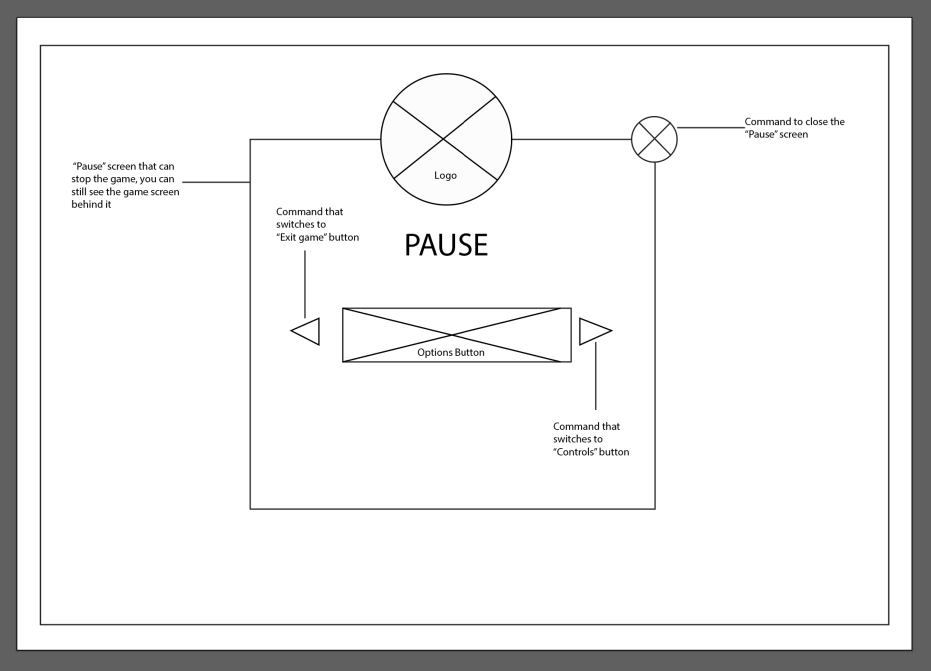 Command to close the
“Pause” screen
“Pause” screen that can
stop the game, you can
still see the game screen
behind it
Logo
Command that
switches to
“Exit game” button
PAUSE
Options Button
Command that
switches to
“Controls” button